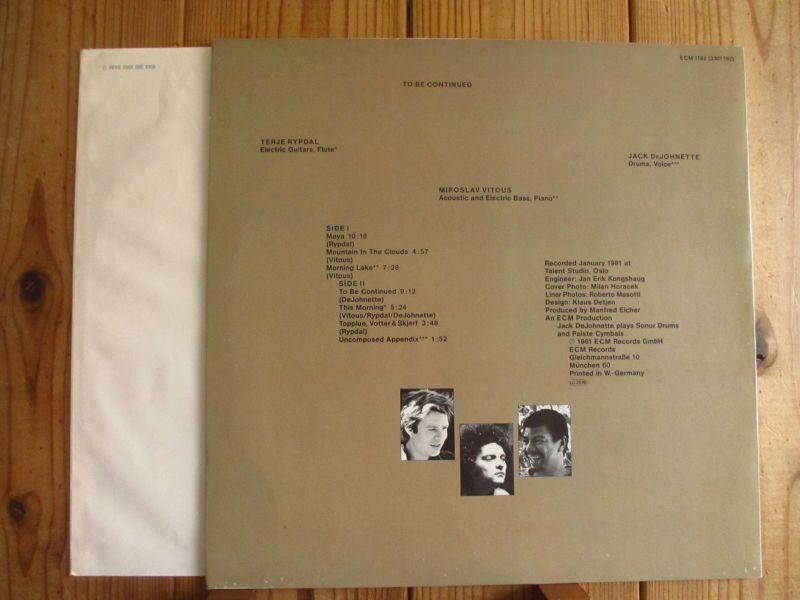 ECM 1192 (2301 192)
TO BE CONTINUED
TERJE RYPDAL
Electric Guitars, Flute*
JACK DeJOHNETTE
Drums, Voice***
MIROSLAV VITOUS
Acoustic and Electric Bass, Piano**
SIDE I
Maya 10:16
(Rypdal)
Mountain In The Clouds 4:57
(Vitous)
Morning Lake** 7:28
(Vitous)
SIDE II
To Be Continued 9:12
(DeJohnette)
This Morning* 5:24
(Vitous/Rypdal/DeJohnette)
Topplue, Votter & Skjerf 3:48
(Rypdal)
Uncomposed Appendix*** 1:52
Recorded January 1981 at
Talent Studio, Oslo
Engineer: Jan Erik Kongshaug
Cover Photo: Milan Horacek
Liner Photos: Roberto Masotti
Design: Klaus Detjen
Produced by Manfred Eicher
An ECM Production
Jack DeJohnette plays Sonor Drums
and Paiste Cymbals
Ⓟ 1981 ECM Records GmbH
ECM Records
Gleichmannstraße 10
München 60
Printed in W.-Germany